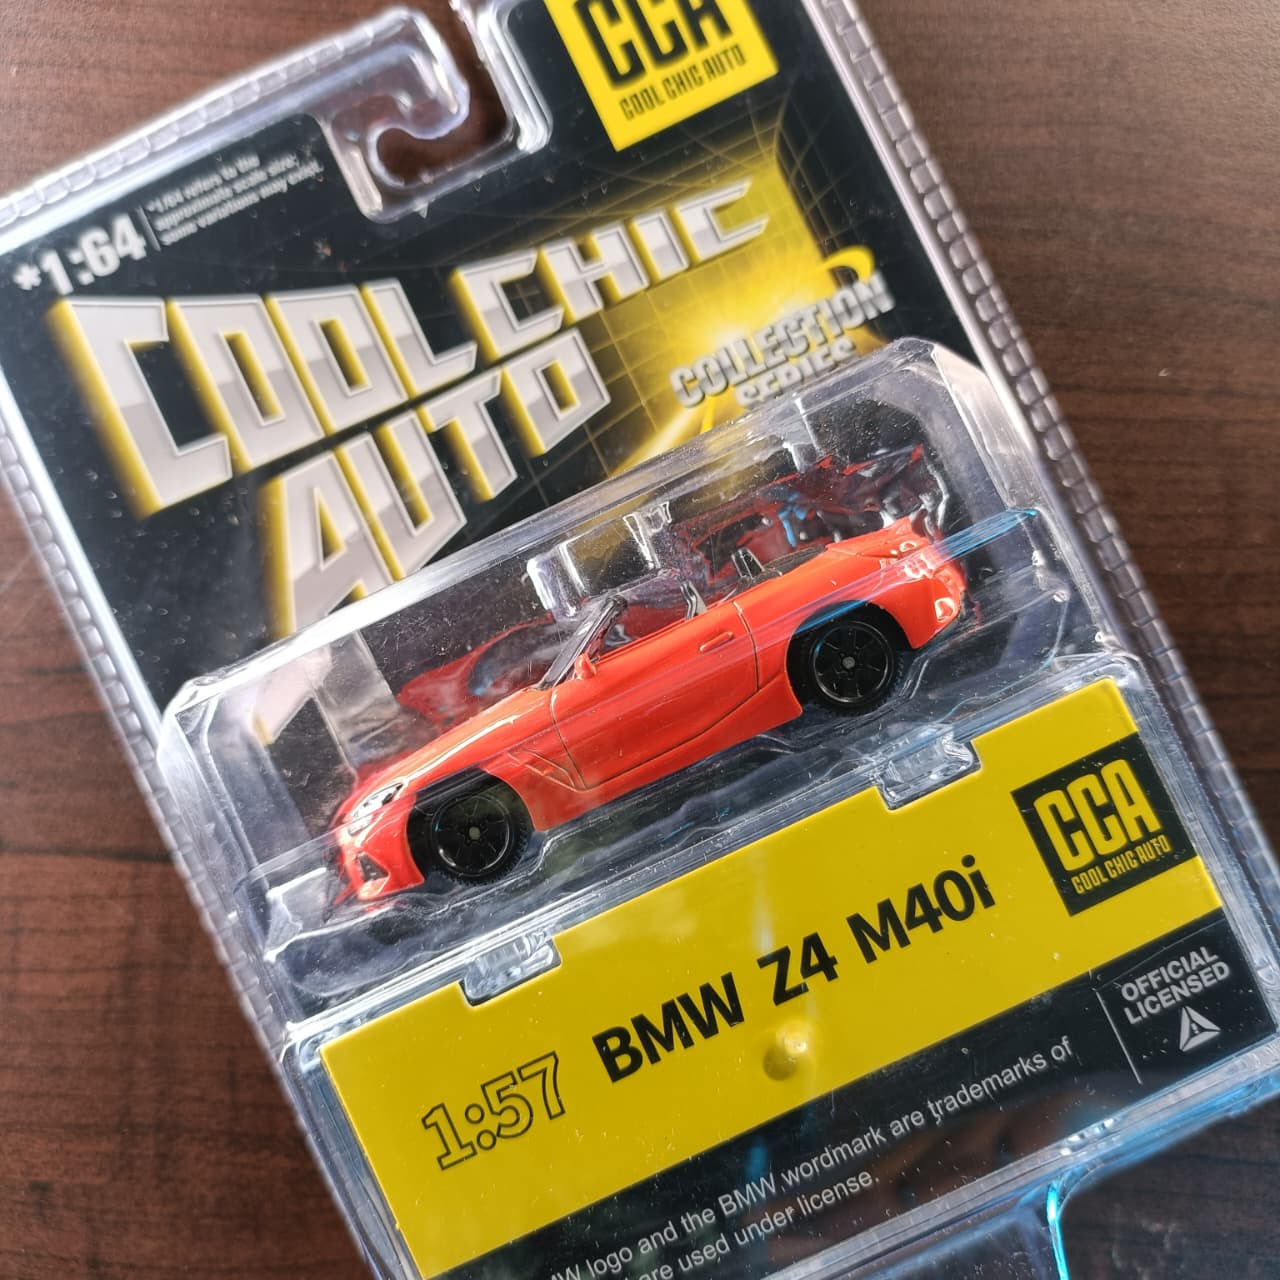 CCA
COOL CHIC AUTO
*1:64
*1/64 refers to the
approximate scale size;
some variations may exist.
COOL CHIC
AUTO
COLLECTION
SERIES
CCA
COOL CHIC AUTO
1:57 BMW Z4 M40i
OFFICIAL
LICENSED
logo and the BMW wordmark are trademarks of
are used under license.